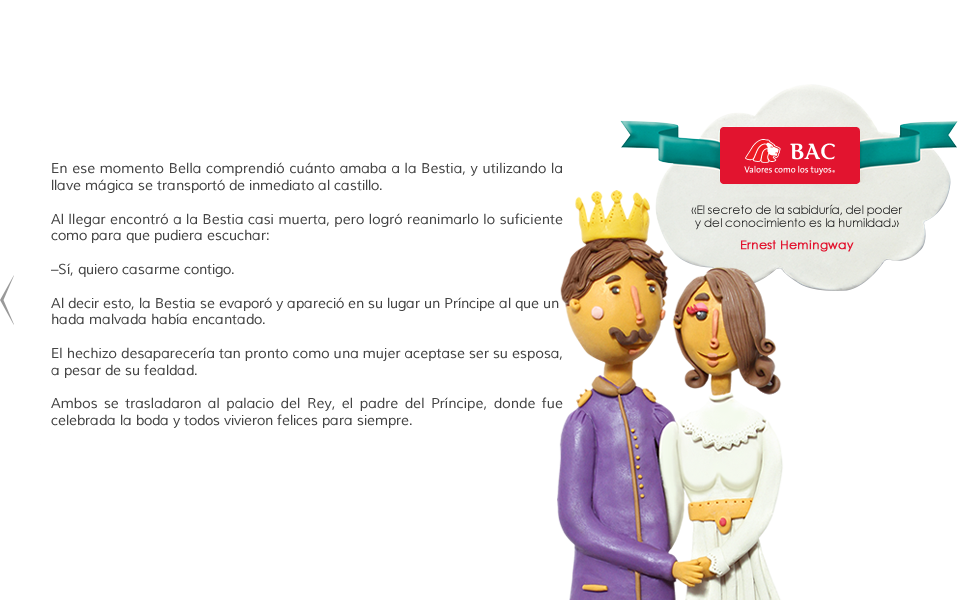 En ese momento Bella comprendió cuánto amaba a la Bestia, y utilizando la
llave mágica se transportó de inmediato al castillo.
Al llegar encontró a la Bestia casi muerta, pero logró reanimarlo lo suficiente
como para que pudiera escuchar:
–Sí, quiero casarme contigo.
Al decir esto, la Bestia se evaporó y apareció en su lugar un Príncipe al que un
hada malvada había encantado.
El hechizo desaparecería tan pronto como una mujer aceptase ser su esposa,
a pesar de su fealdad.
Ambos se trasladaron al palacio del Rey, el padre del Príncipe, donde fue
celebrada la boda y todos vivieron felices para siempre.
BAC
Valores como los tuyos.
«El secreto de la sabiduría, del poder
y del conocimiento es la humildad.»
Ernest Hemingway